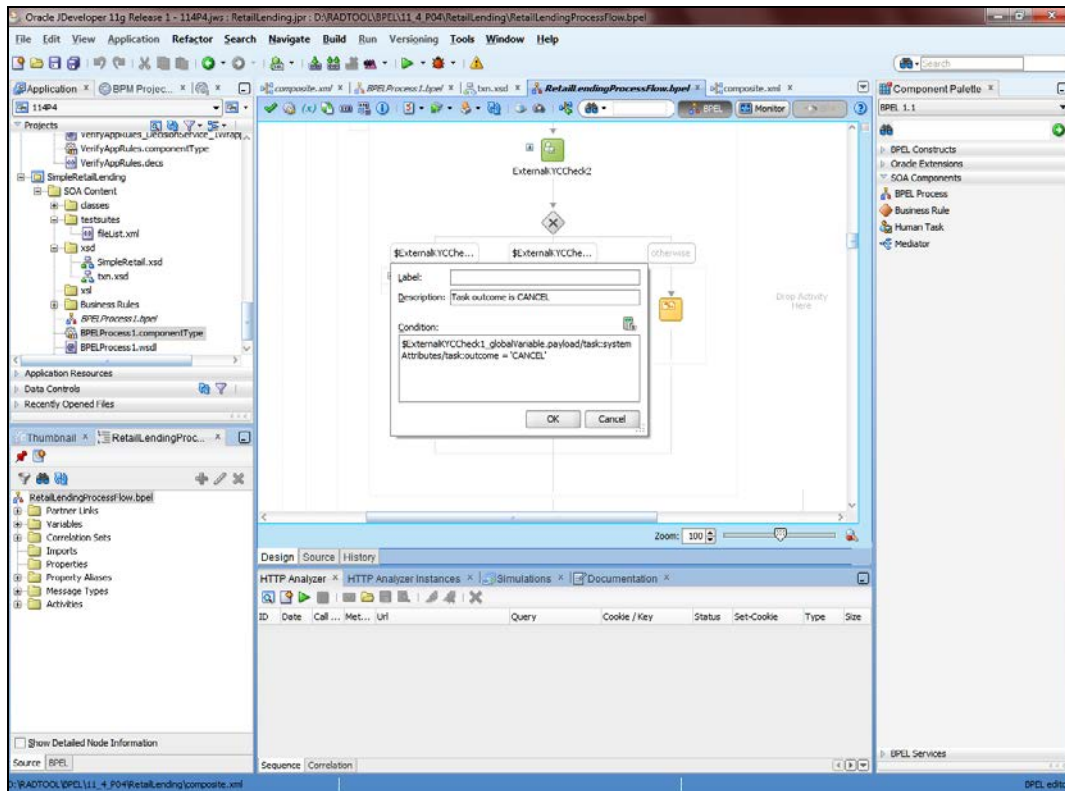 Oracle JDeveloper 11g Release 1 - 114P4.jws : RetailLending.jpr : D:\RADTOOL\BPEL\11_4_P04\RetailLending\RetailLendingProcessFlow.bpel
File Edit View Application Refactor Search Navigate Build Run Versioning Tools Window Help
Search
Application × BPM Projec... ×
composite.xml × BPELProcess1.bpel × txn.xsd × RetailLendingProcessFlow.bpel × composite.xml ×
Component Palette ×
114P4
BPEL Monitor
BPEL 1.1
Projects
VerifyAppRules.componentType
VerifyAppRules.decs
SimpleRetailLending
SOA Content
classes
testsuites
fileList.xml
xsd
SimpleRetail.xsd
txn.xsd
xsl
Business Rules
BPELProcess1.bpel
BPELProcess1.componentType
BPELProcess1.wsdl
Application Resources
Data Controls
Recently Opened Files
ExternalKYCCheck2
$ExternalKYCChe... $ExternalKYCChe... otherwise
Label:
Description: Task outcome is CANCEL
Condition:
$ExternalKYCCheck1_globalVariable.payload/task:system
Attributes/task:outcome = 'CANCEL'
OK Cancel
Drop Activity
Here
BPEL Constructs
Oracle Extensions
SOA Components
BPEL Process
Business Rule
Human Task
Mediator
Thumbnail × RetailLendingProc... ×
RetailLendingProcessFlow.bpel
Partner Links
Variables
Correlation Sets
Imports
Properties
Property Aliases
Message Types
Activities
Zoom: 100
Design Source History
HTTP Analyzer × HTTP Analyzer Instances × Simulations × Documentation ×
ID Date Call ... Met... Url Query Cookie / Key Status Set-Cookie Type Size
Show Detailed Node Information
Source BPEL
Sequence Correlation
BPEL Services
D:\RADTOOL\BPEL\11_4_P04\RetailLending\composite.xml
BPEL edito